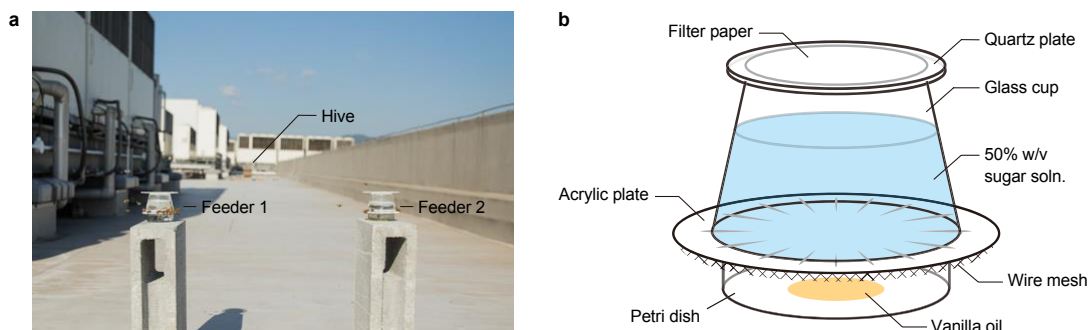 a
Hive
Feeder 1
Feeder 2
b
Filter paper
Quartz plate
Glass cup
50% w/v
sugar soln.
Acrylic plate
Wire mesh
Petri dish
Vanilla oil